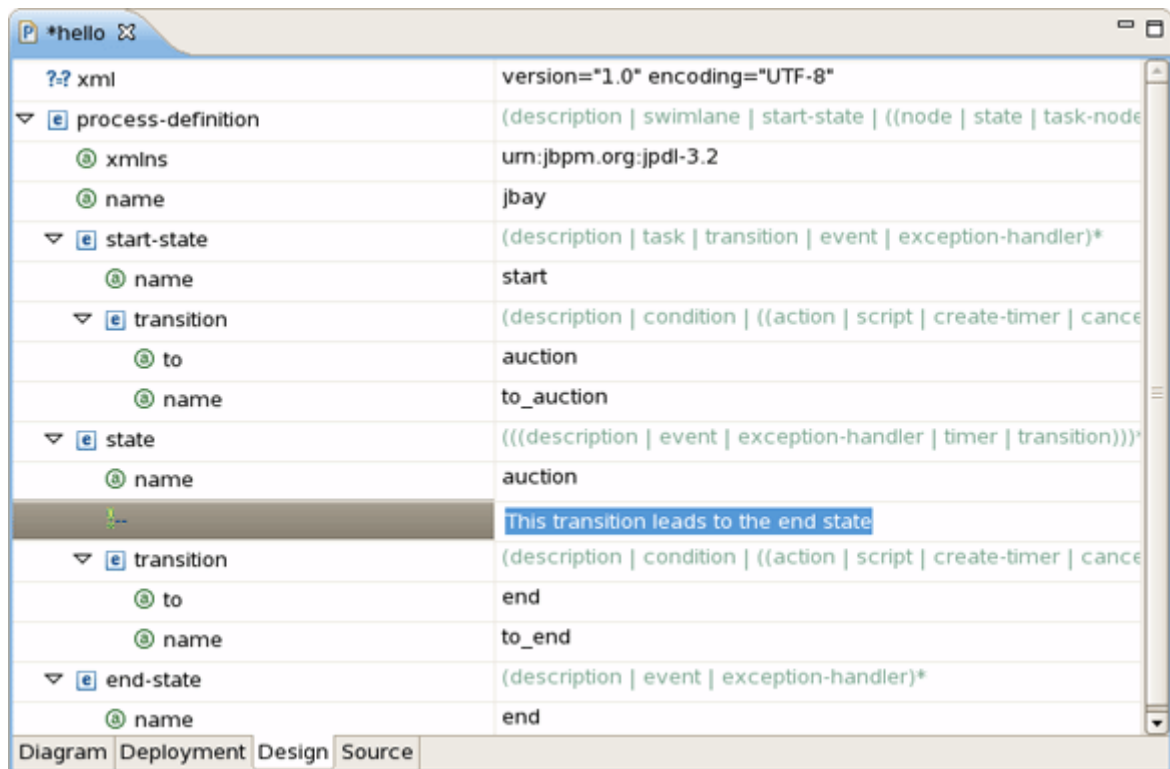 *hello
xml version="1.0" encoding="UTF-8"
process-definition (description | swimlane | start-state | ((node | state | task-node
xmlns urn:jbpm.org:jpdl-3.2
name jbay
start-state (description | task | transition | event | exception-handler)*
name start
transition (description | condition | ((action | script | create-timer | cance
to auction
name to_auction
state (((description | event | exception-handler | timer | transition)))*
name auction
This transition leads to the end state
transition (description | condition | ((action | script | create-timer | cance
to end
name to_end
end-state (description | event | exception-handler)*
name end
Diagram Deployment Design Source